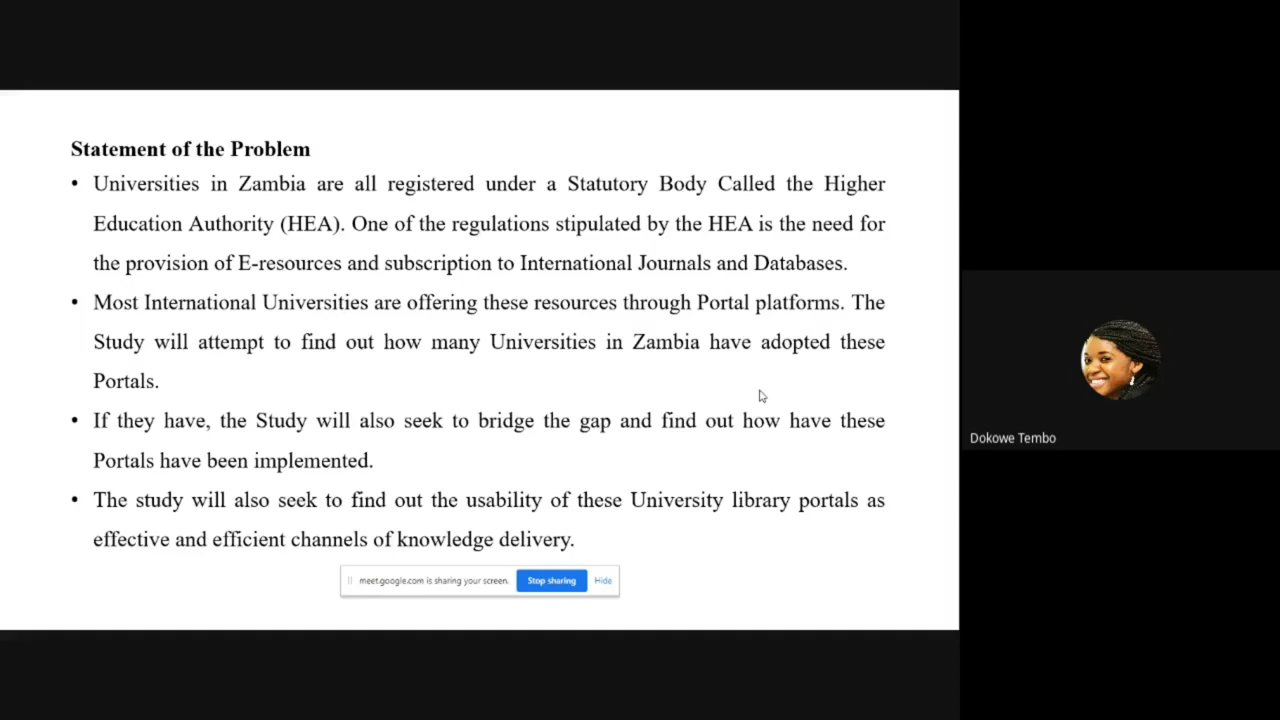 Statement of the Problem
• Universities in Zambia are all registered under a Statutory Body Called the Higher
Education Authority (HEA). One of the regulations stipulated by the HEA is the need for
the provision of E-resources and subscription to International Journals and Databases.
• Most International Universities are offering these resources through Portal platforms. The
Study will attempt to find out how many Universities in Zambia have adopted these
Portals.
• If they have, the Study will also seek to bridge the gap and find out how have these
Portals have been implemented.
• The study will also seek to find out the usability of these University library portals as
effective and efficient channels of knowledge delivery.
meet.google.com is sharing your screen. Stop sharing Hide
Dokowe Tembo